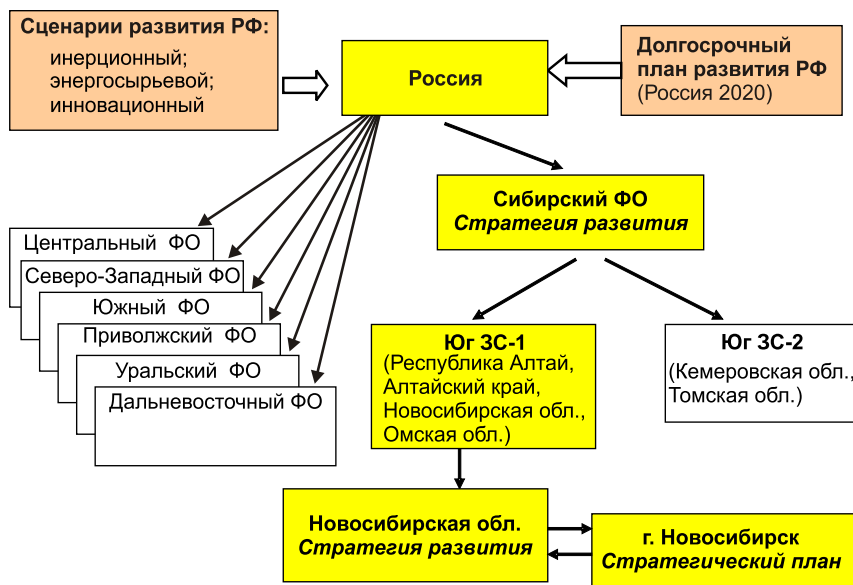 Сценарии развития РФ:
инерционный;
энергосырьевой;
инновационный
Россия
Долгосрочный
план развития РФ
(Россия 2020)
Сибирский ФО
Стратегия развития
Центральный ФО
Северо-Западный ФО
Южный ФО
Приволжский ФО
Уральский ФО
Дальневосточный ФО
Юг ЗС-1
(Республика Алтай,
Алтайский край,
Новосибирская обл.,
Омская обл.)
Юг ЗС-2
(Кемеровская обл.,
Томская обл.)
Новосибирская обл.
Стратегия развития
г. Новосибирск
Стратегический план